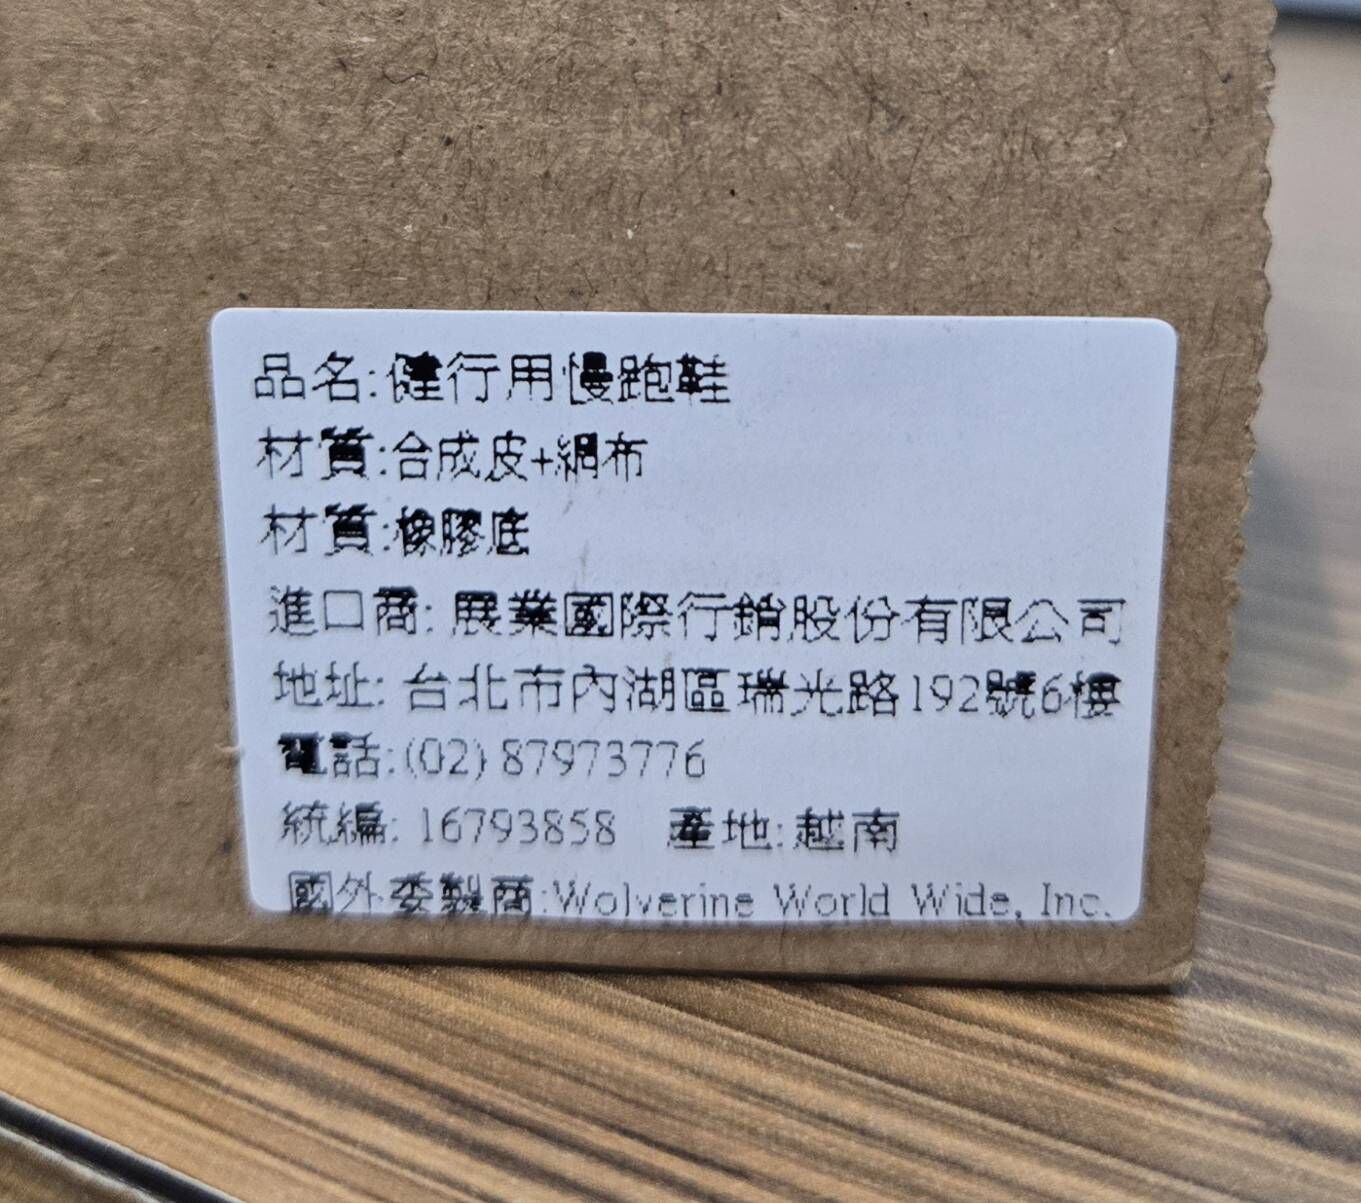 品名:健行用慢跑鞋
材質:合成皮+網布
材質:橡膠底
進口商: 展業國際行銷股份有限公司
地址: 台北市內湖區瑞光路192號6樓
電話:(02) 87973776
統編: 16793858 產地: 越南
國外委製商:Wolverine World Wide, Inc.